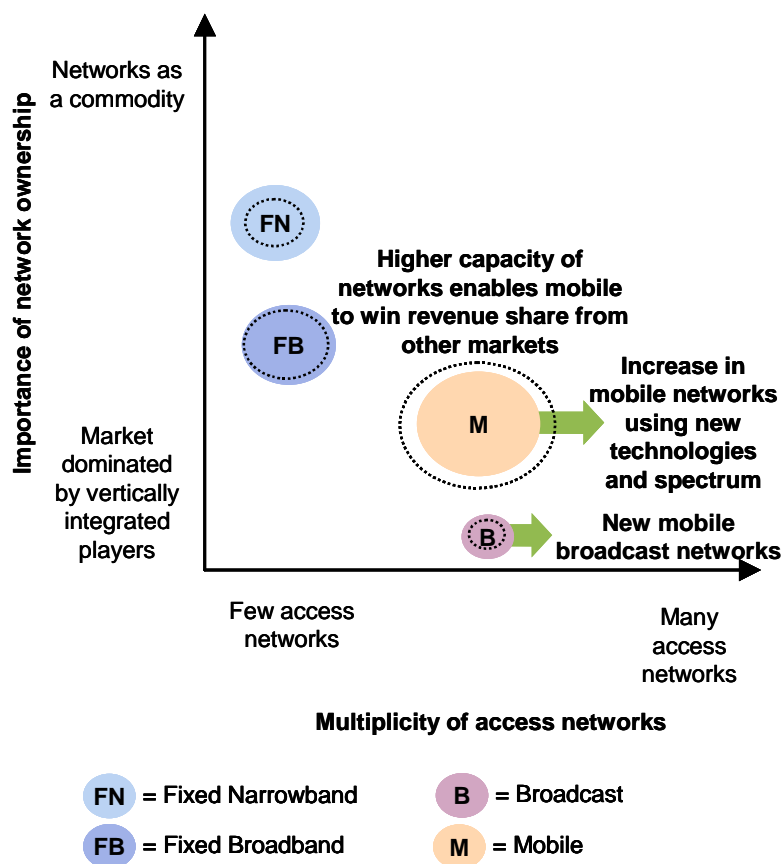 Networks as
a commodity
Importance of network ownership
FN
Higher capacity of
networks enables mobile
to win revenue share from
other markets
FB
Increase in
mobile networks
using new
technologies
and spectrum
M
Market
dominated
by vertically
integrated
players
B
New mobile
broadcast networks
Few access
networks
Many
access
networks
Multiplicity of access networks
FN = Fixed Narrowband
B = Broadcast
FB = Fixed Broadband
M = Mobile